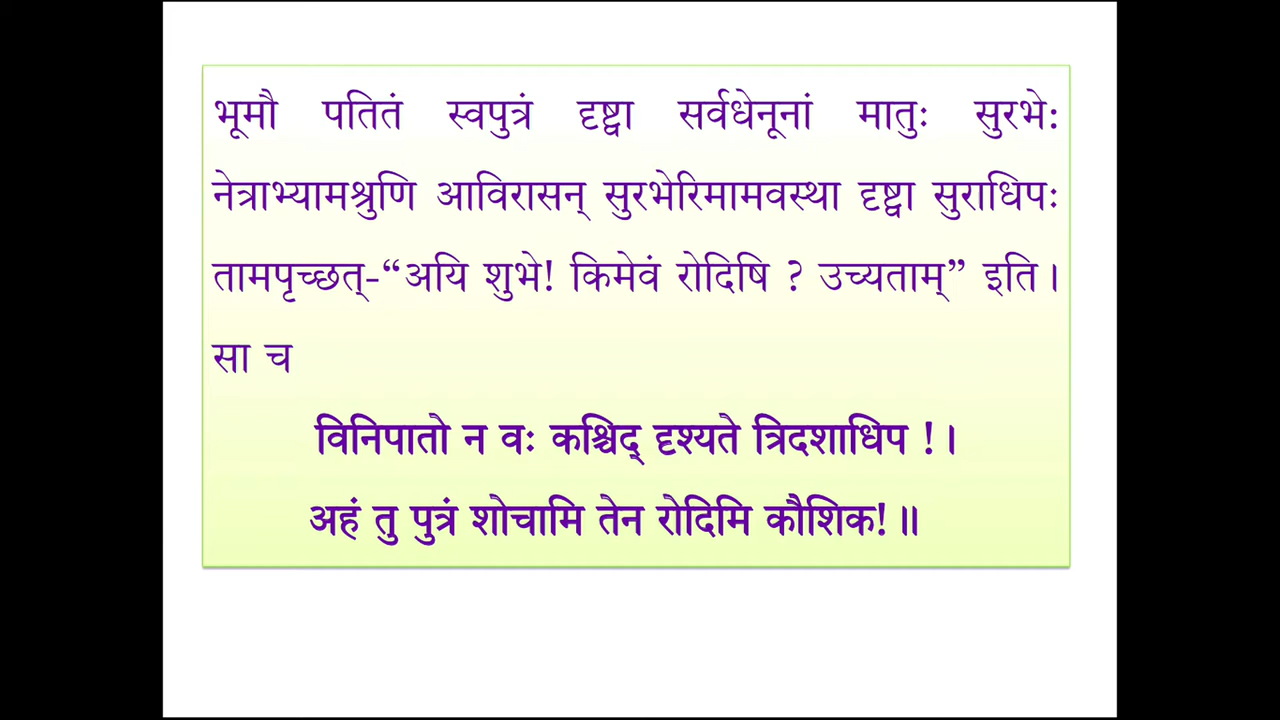 भूमौ पतितं स्वपुत्रं दृष्ट्वा सर्वधेनूनां मातुः सुरभेः
नेत्राभ्यामश्रुणि आविरासन् सुरभेरिमामवस्था दृष्ट्वा सुराधिपः
तामपृच्छत्-“अयि शुभे! किमेवं रोदिषि ? उच्यताम्” इति।
सा च
विनिपातो न वः कश्चिद् दृश्यते त्रिदशाधिप !।
अहं तु पुत्रं शोचामि तेन रोदिमि कौशिक!॥